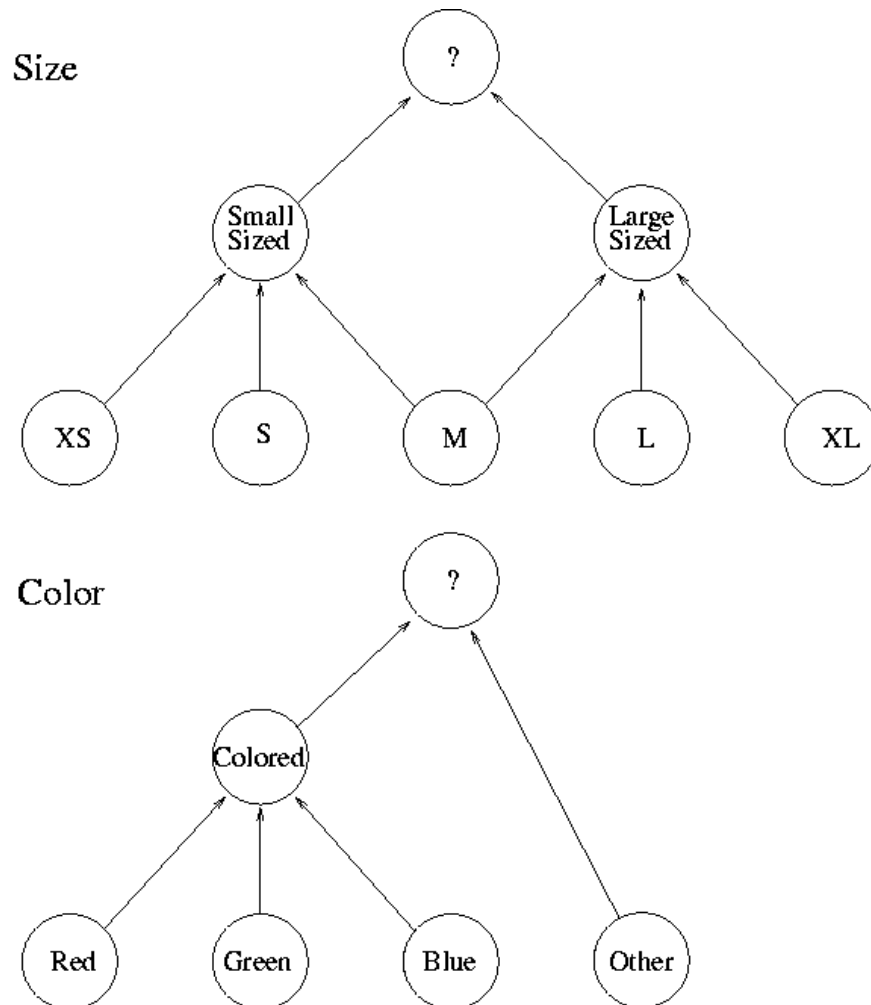 Size
?
Small
Sized
Large
Sized
XS
S
M
L
XL
Color
?
Colored
Red
Green
Blue
Other